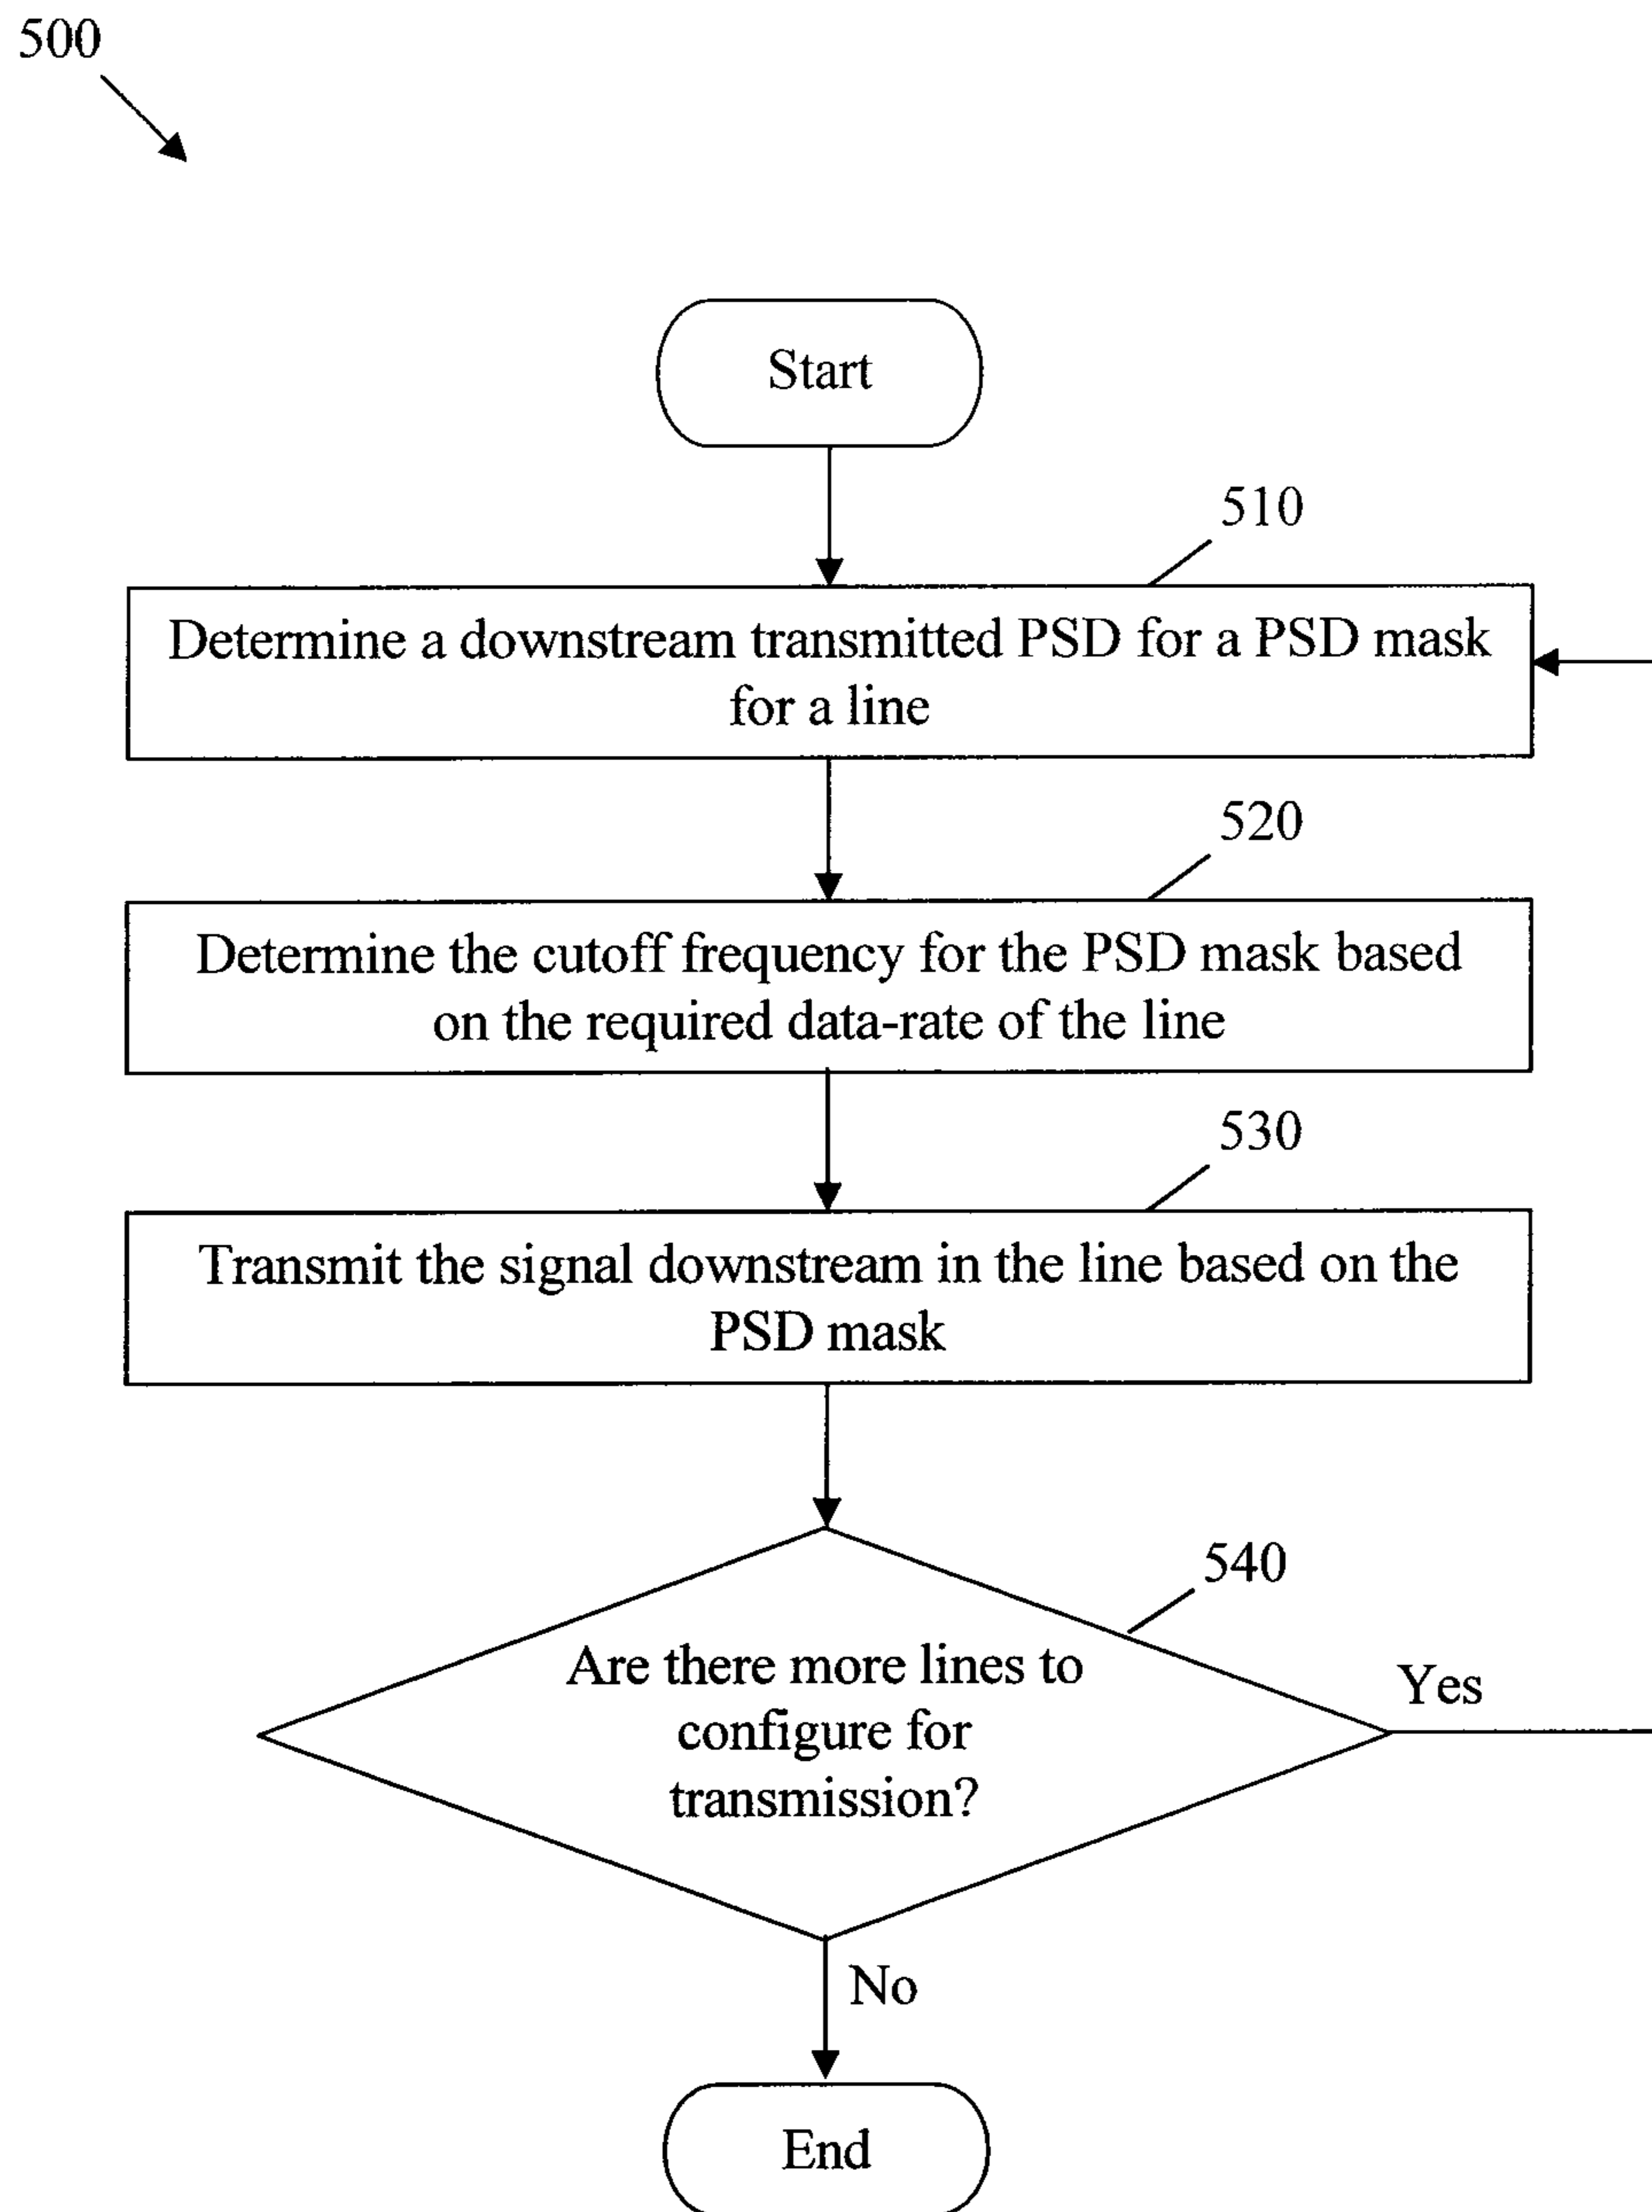 500
Start
510
Determine a downstream transmitted PSD for a PSD mask
for a line
520
Determine the cutoff frequency for the PSD mask based
on the required data-rate of the line
530
Transmit the signal downstream in the line based on the
PSD mask
540
Are there more lines to
configure for
transmission?
Yes
No
End